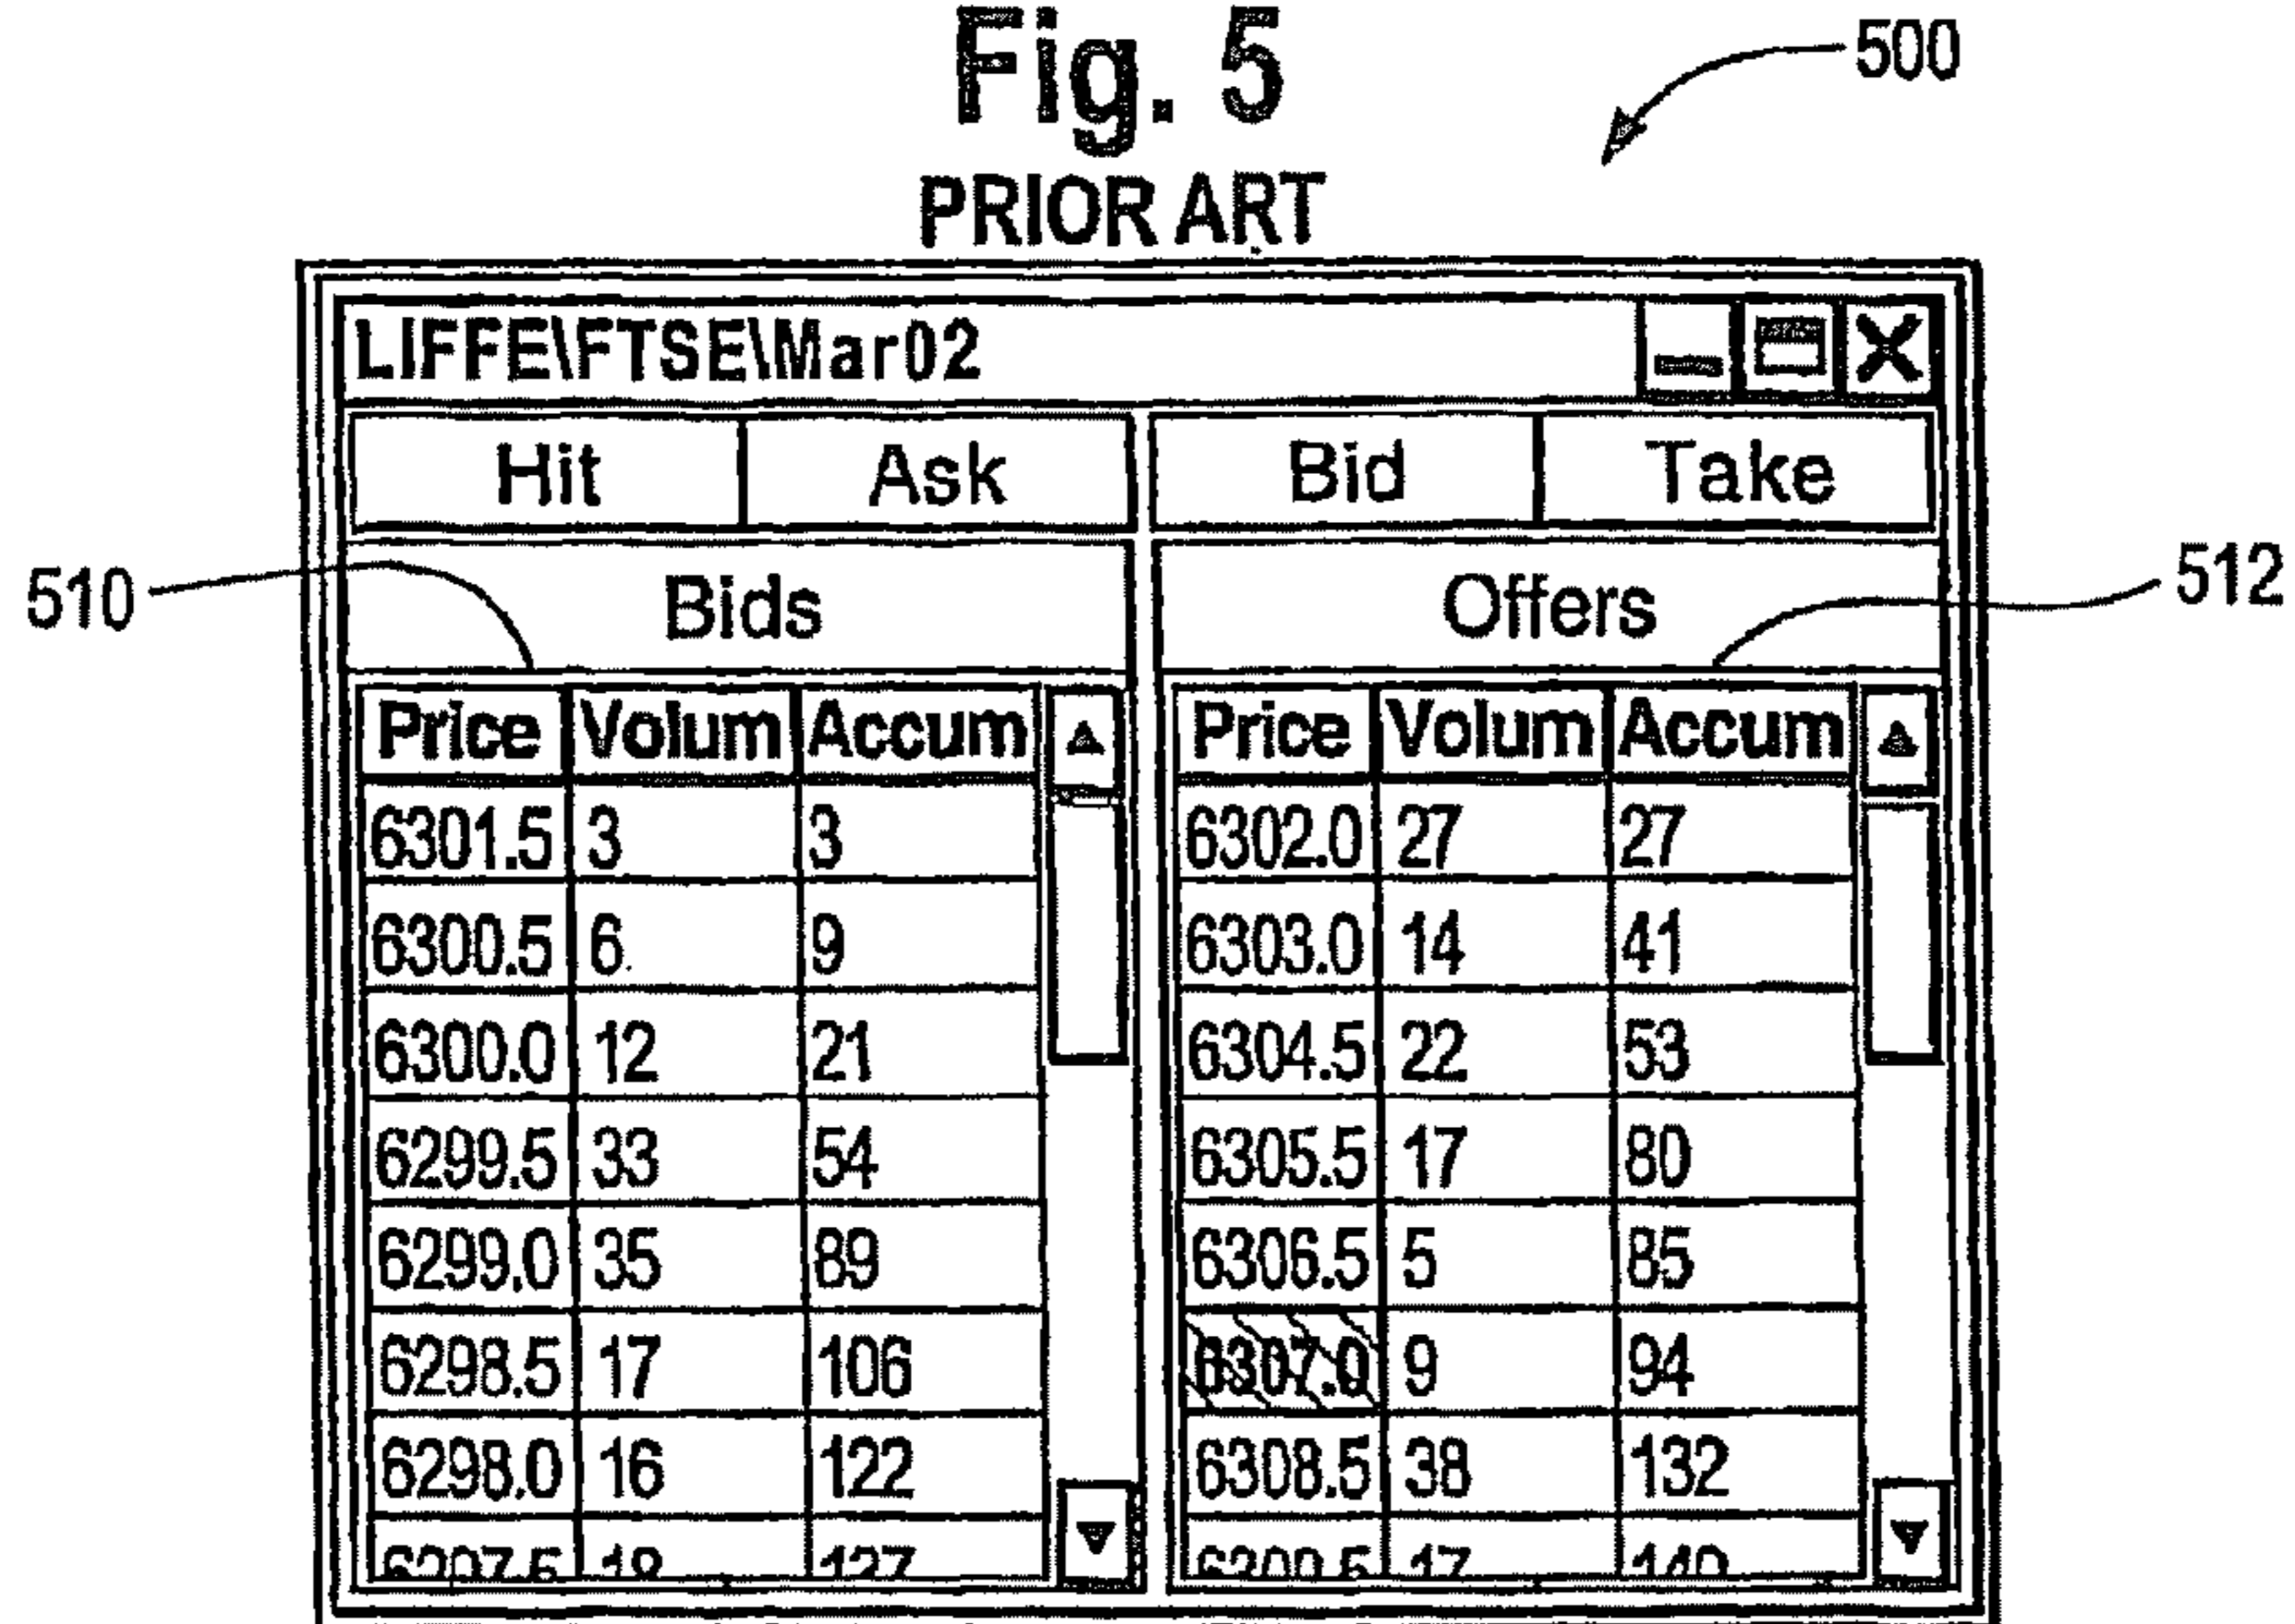 Fig. 5
500
PRIOR ART
LIFFE\FTSE\Mar02
Hit Ask Bid Take
510 Bids Offers 512
Price Volum Accum Price Volum Accum
6301.5 3 3 6302.0 27 27
6300.5 6 9 6303.0 14 41
6300.0 12 21 6304.5 22 53
6299.5 33 54 6305.5 17 80
6299.0 35 89 6306.5 5 85
6298.5 17 106 6307.0 9 94
6298.0 16 122 6308.5 38 132